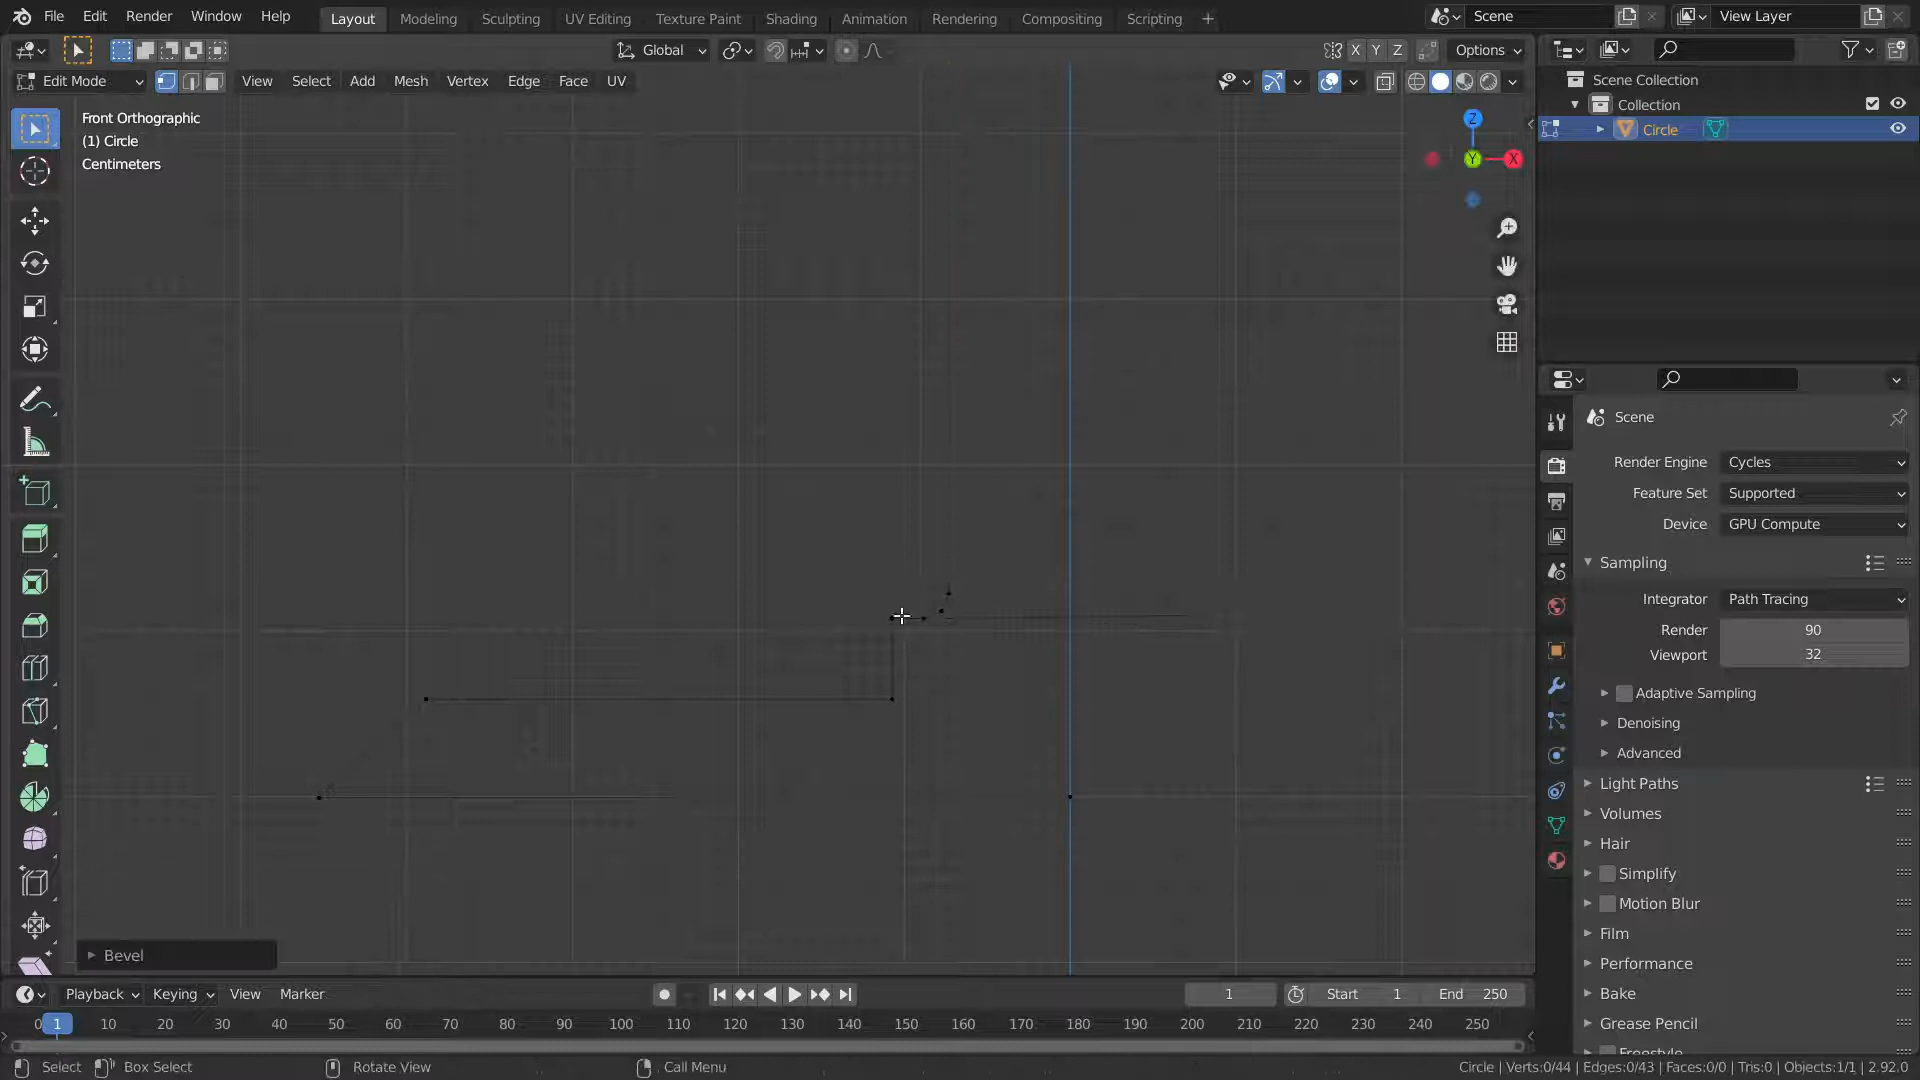 File Edit Render Window Help Layout Modeling Sculpting UV Editing Texture Paint Shading Animation Rendering Compositing Scripting + Scene View Layer
Global X Y Z Options
Edit Mode View Select Add Mesh Vertex Edge Face UV
Scene Collection
Collection
Circle
Front Orthographic
(1) Circle
Centimeters
Z
Y
X
Scene
Render Engine Cycles
Feature Set Supported
Device GPU Compute
Sampling
Integrator Path Tracing
Render 90
Viewport 32
Adaptive Sampling
Denoising
Advanced
Light Paths
Volumes
Hair
Simplify
Motion Blur
Film
Performance
Bake
Grease Pencil
Freestyle
Bevel
Playback Keying View Marker 1 Start 1 End 250
0 1 10 20 30 40 50 60 70 80 90 100 110 120 130 140 150 160 170 180 190 200 210 220 230 240 250
Select Box Select Rotate View Call Menu Circle | Verts:0/44 | Edges:0/43 | Faces:0/0 | Tris:0 | Objects:1/1 | 2.92.0